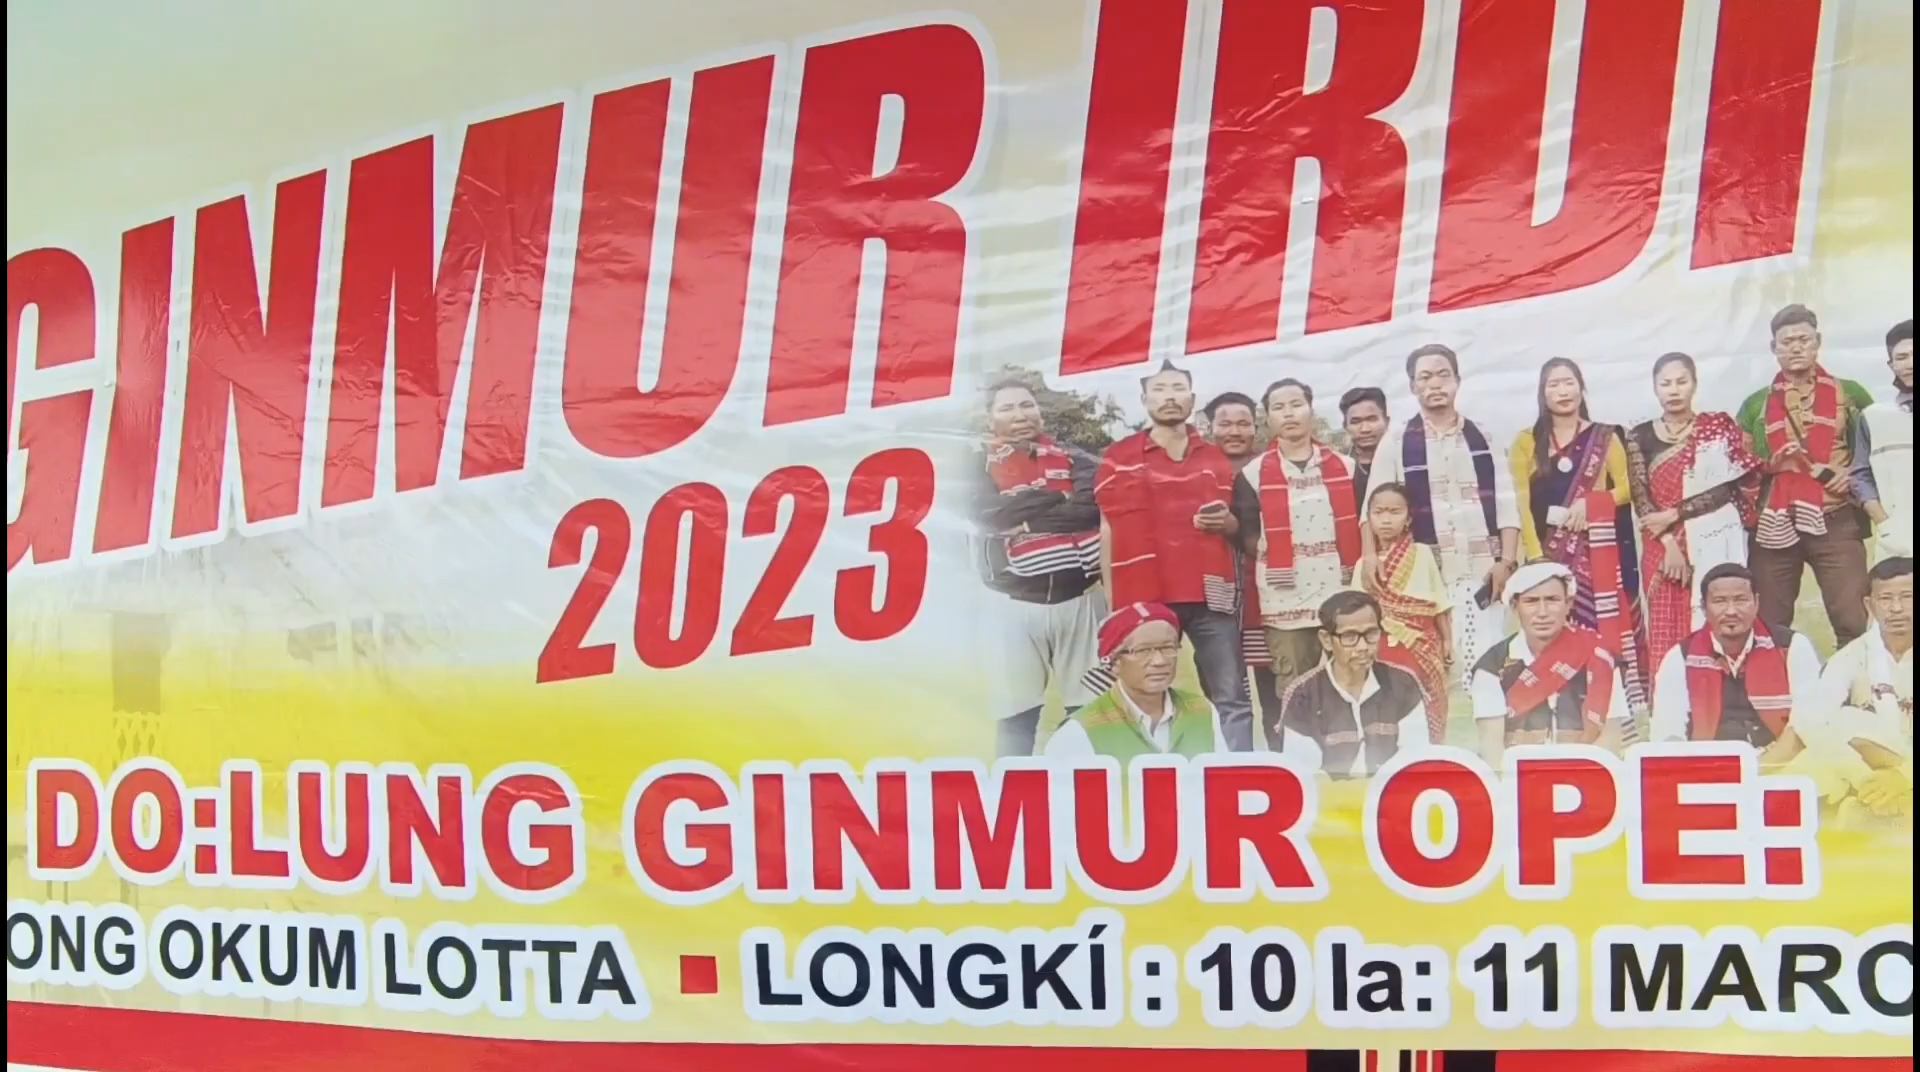 GINMUR IRDI
2023
DO:LUNG GINMUR OPE:
ONG OKUM LOTTA ▪ LONGKÍ : 10 la: 11 MARC